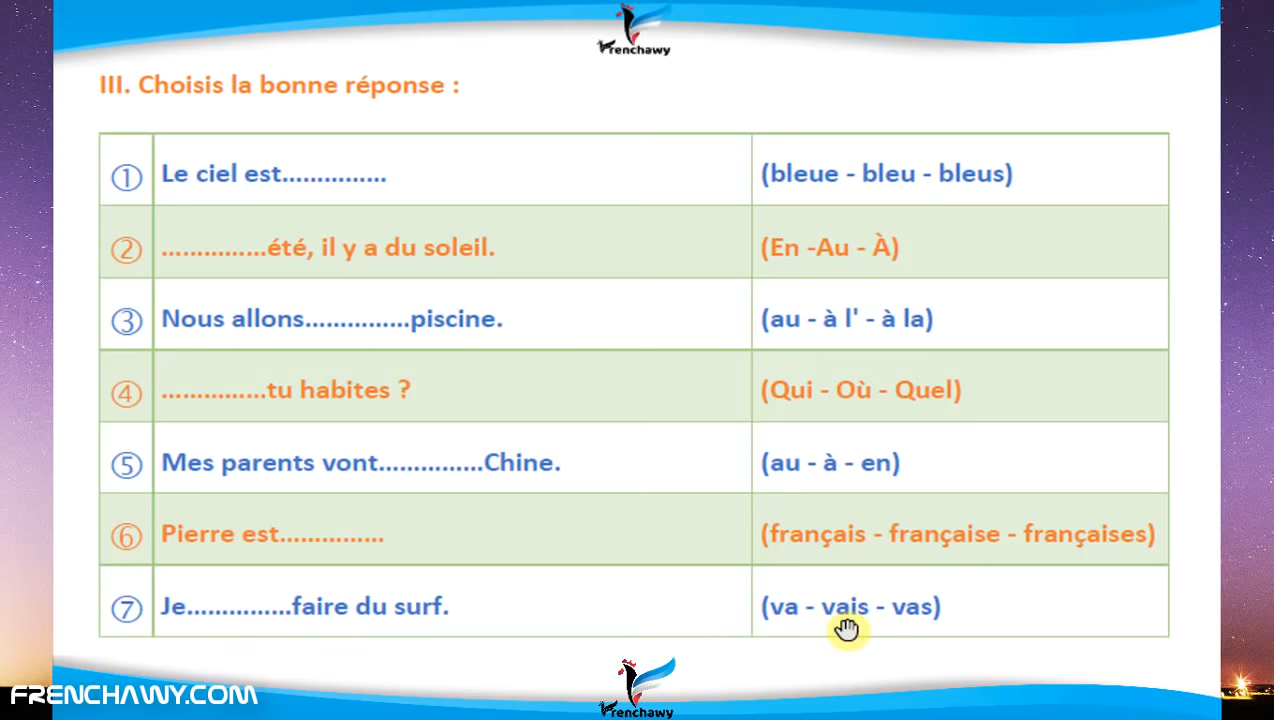 Frenchawy
III. Choisis la bonne réponse :
① Le ciel est............... (bleue - bleu - bleus)
② ...............été, il y a du soleil. (En -Au - À)
③ Nous allons...............piscine. (au - à l' - à la)
④ ...............tu habites ? (Qui - Où - Quel)
⑤ Mes parents vont...............Chine. (au - à - en)
⑥ Pierre est............... (français - française - françaises)
⑦ Je...............faire du surf. (va - vais - vas)
FRENCHAWY.COM
Frenchawy